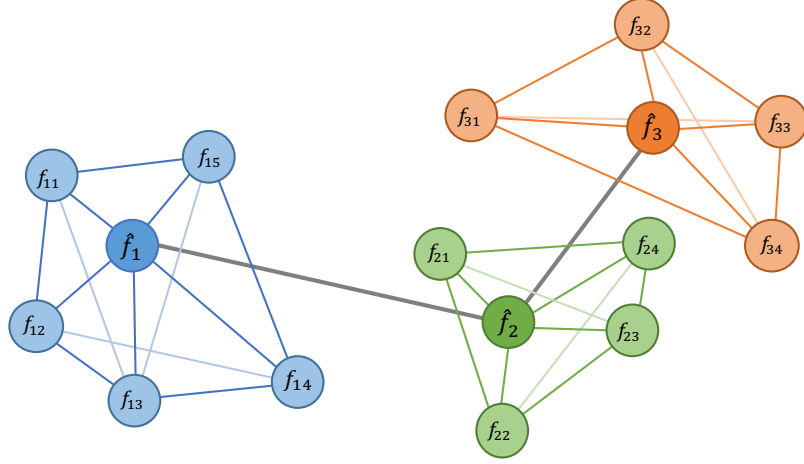 f₃₂
f₃₁
f̂₃
f₃₃
f₁₅
f₁₁
f̂₁
f₂₁
f₂₄
f₃₄
f₁₂
f̂₂
f₂₃
f₁₄
f₁₃
f₂₂